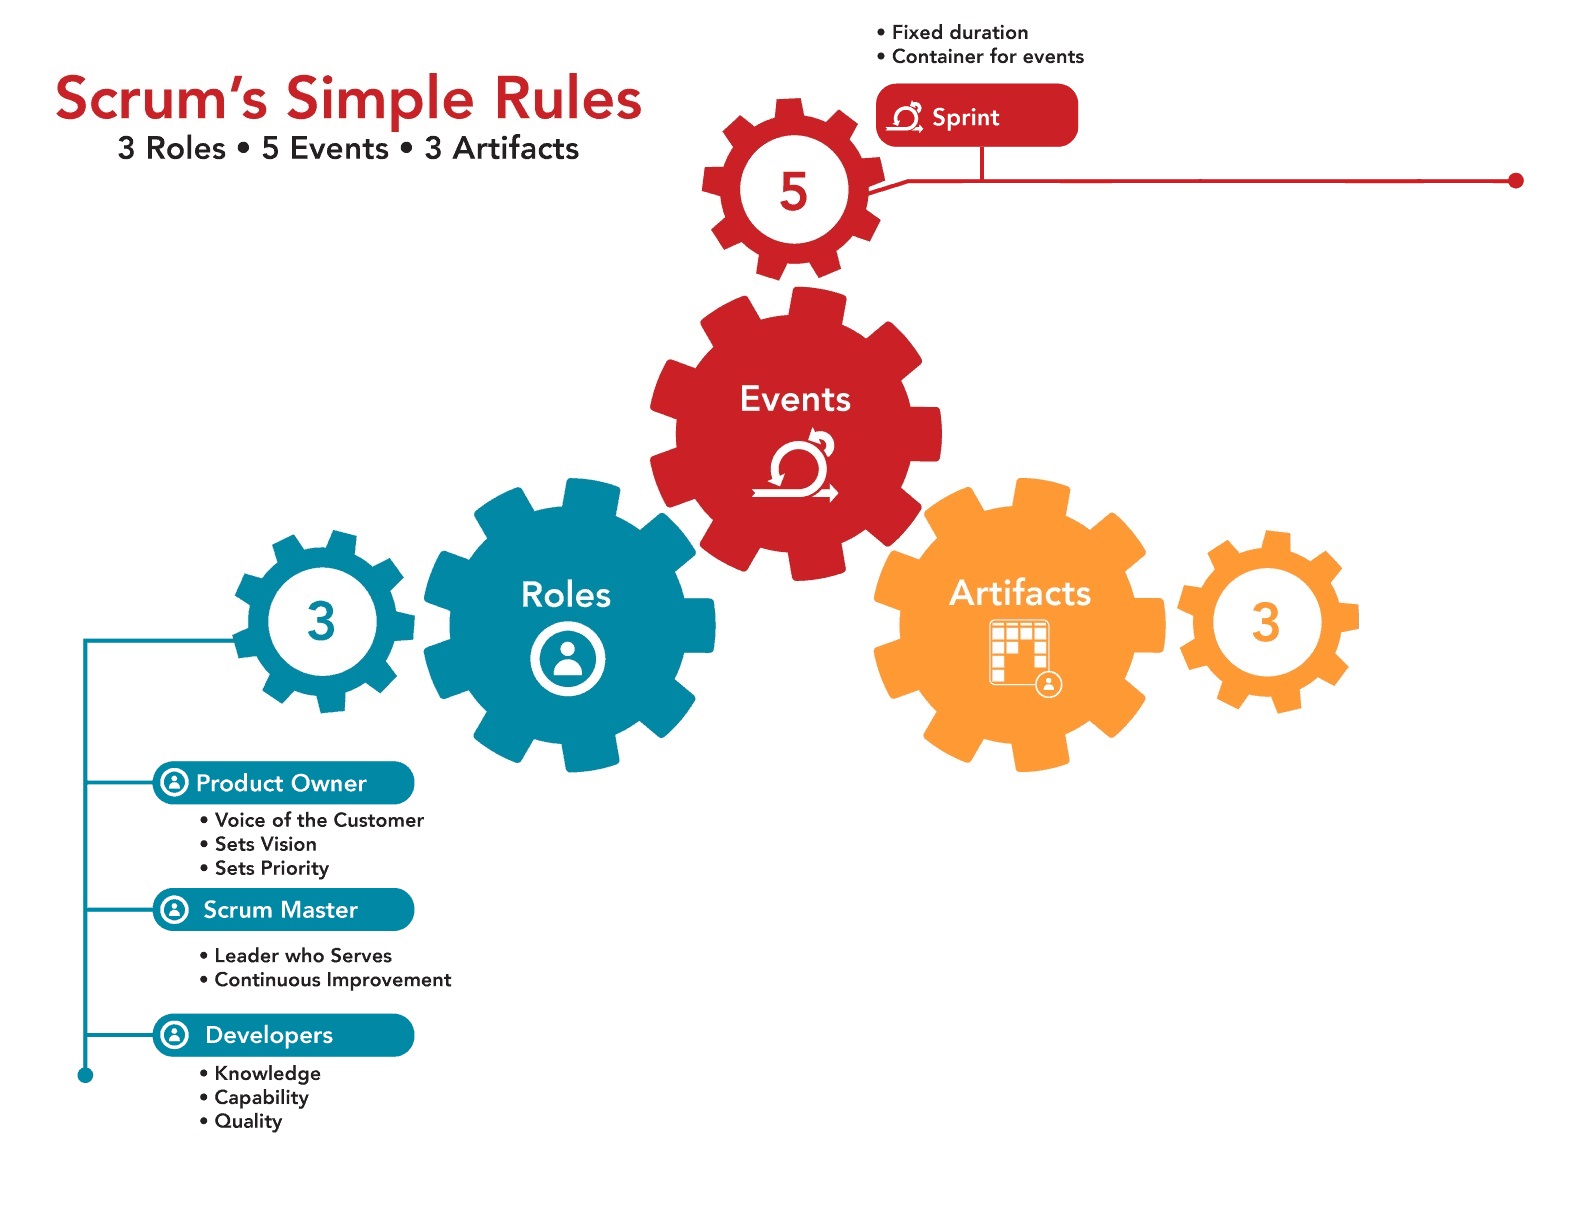 Scrum’s Simple Rules
3 Roles • 5 Events • 3 Artifacts
• Fixed duration
• Container for events
Sprint
5
Events
Roles
3
Artifacts
3
Product Owner
• Voice of the Customer
• Sets Vision
• Sets Priority
Scrum Master
• Leader who Serves
• Continuous Improvement
Developers
• Knowledge
• Capability
• Quality